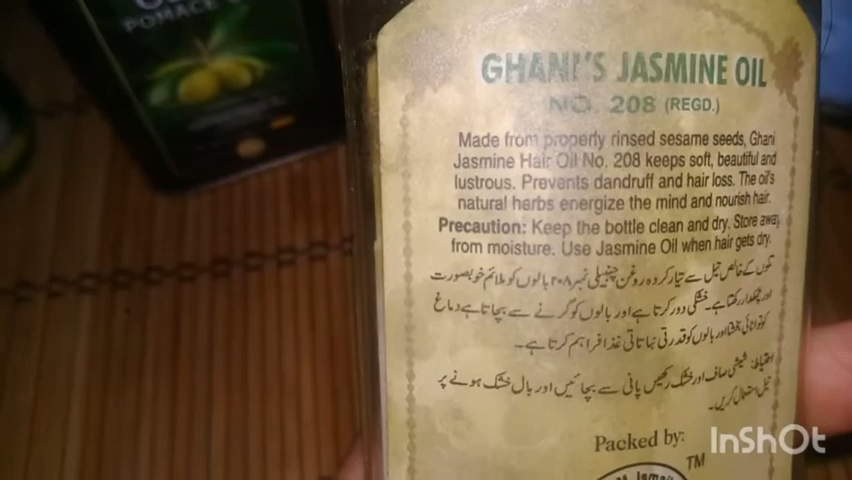 POMACE
GHANI'S JASMINE OIL
NO. 208 (REGD.)
Made from properly rinsed sesame seeds, Ghani
Jasmine Hair Oil No. 208 keeps soft, beautiful and
lustrous. Prevents dandruff and hair loss. The oil's
natural herbs energize the mind and nourish hair.
Precaution: Keep the bottle clean and dry. Store away
from moisture. Use Jasmine Oil when hair gets dry.
تلوں کے خالص تیل سے تیار کردہ روغن چنبیلی نمبر ۲۰۸ بالوں کو ملائم خوبصورت
اور چمکدار رکھتا ہے۔ خشکی دور کرتا ہے اور بالوں کو گرنے سے بچاتا ہے دماغ
کو توانائی بخشتا اور بالوں کو قدرتی نباتاتی غذا فراہم کرتا ہے۔
احتیاط: شیشی صاف اور خشک رکھیں پانی سے بچائیں اور بال خشک ہونے پر
تیل استعمال کریں۔
Packed by:
TM
InShOt